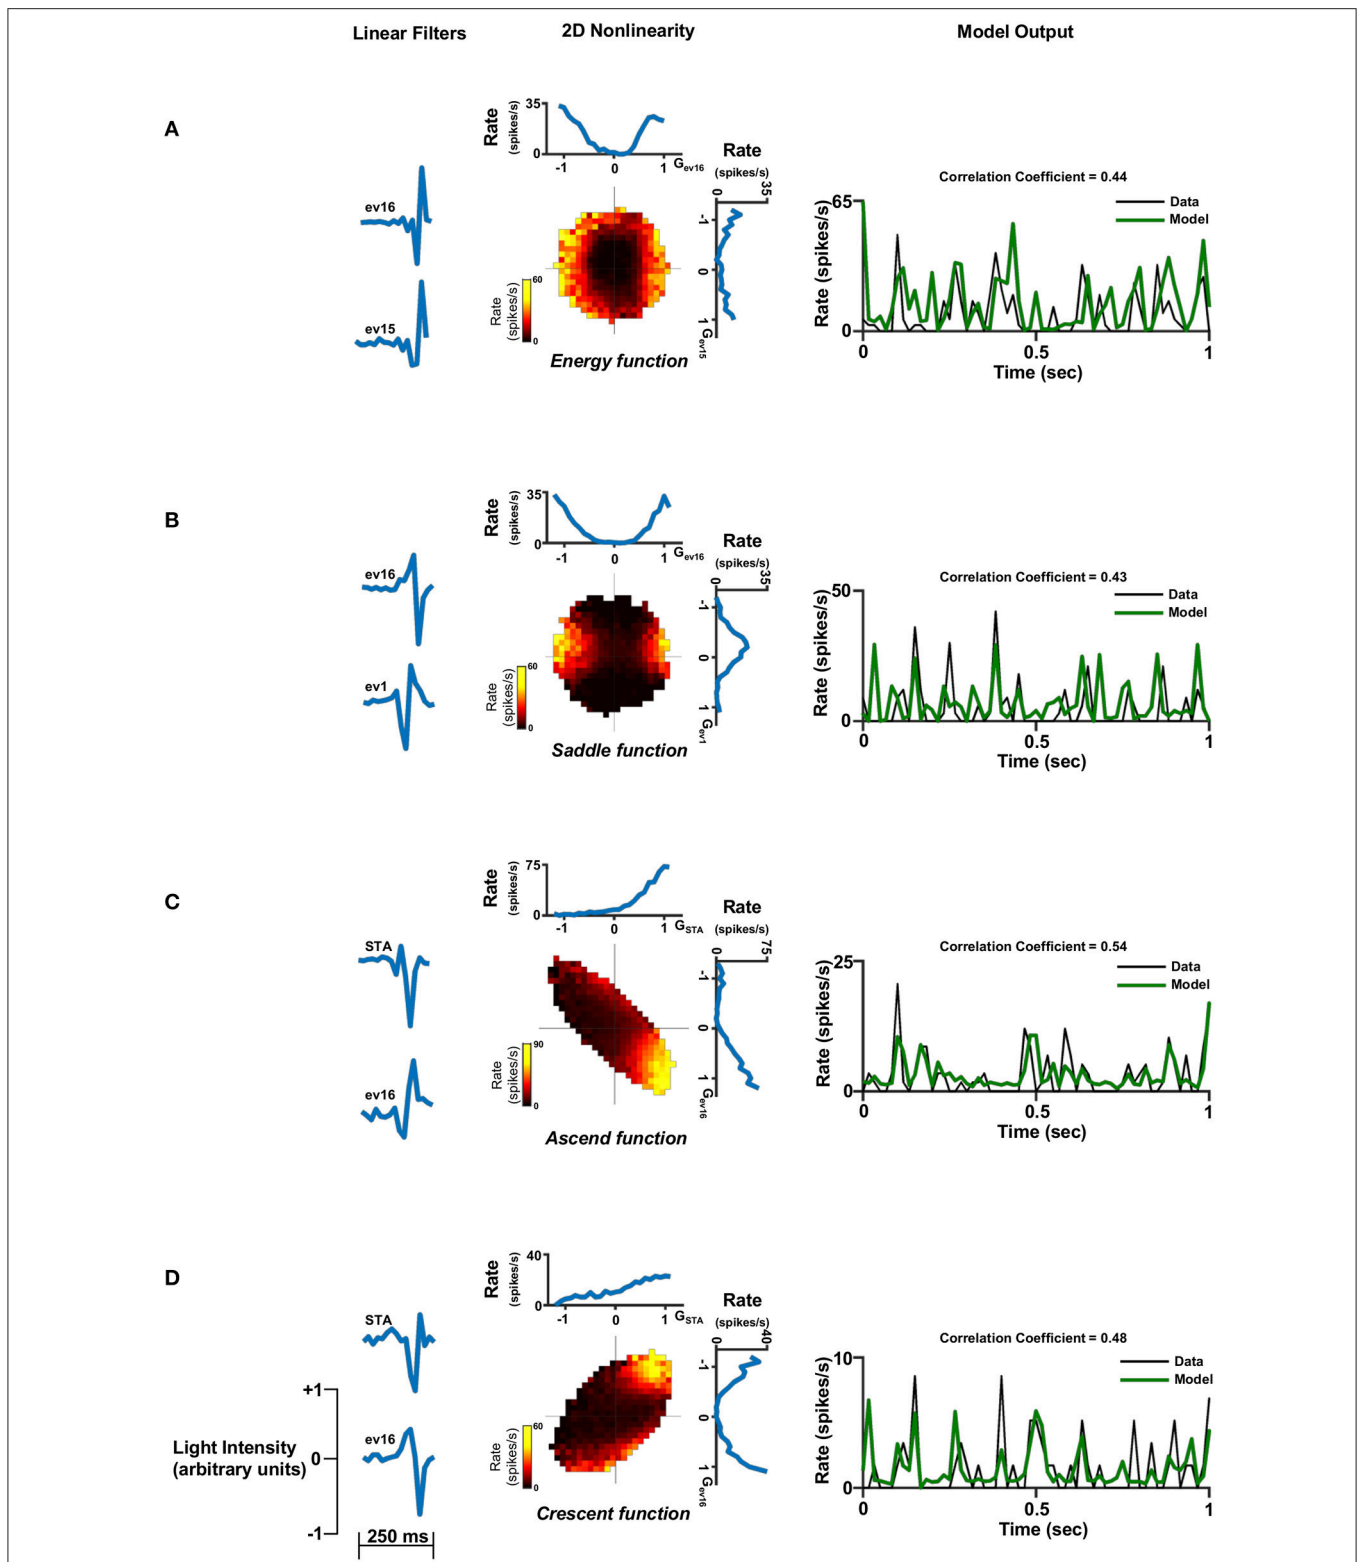 Linear Filters 2D Nonlinearity Model Output
A
35
Rate
(spikes/s)
0
-1 0 1 Gev16
Rate
(spikes/s)
0 35
-1
0
1
Gev15
ev16
ev15
60
Rate
(spikes/s)
0
Energy function
Correlation Coefficient = 0.44
Data
Model
65
Rate (spikes/s)
0
0 0.5 1
Time (sec)
B
35
Rate
(spikes/s)
0
-1 0 1 Gev16
Rate
(spikes/s)
0 35
-1
0
1
Gev1
ev16
ev1
60
Rate
(spikes/s)
0
Saddle function
Correlation Coefficient = 0.43
Data
Model
50
Rate (spikes/s)
0
0 0.5 1
Time (sec)
C
75
Rate
(spikes/s)
0
-1 0 1 GSTA
Rate
(spikes/s)
0 75
-1
0
1
Gev16
STA
ev16
90
Rate
(spikes/s)
0
Ascend function
Correlation Coefficient = 0.54
Data
Model
25
Rate (spikes/s)
0
0 0.5 1
Time (sec)
D
40
Rate
(spikes/s)
0
-1 0 1 GSTA
Rate
(spikes/s)
0 40
-1
0
1
Gev16
STA
ev16
+1
Light Intensity
(arbitrary units)
0
-1
250 ms
60
Rate
(spikes/s)
0
Crescent function
Correlation Coefficient = 0.48
Data
Model
10
Rate (spikes/s)
0
0 0.5 1
Time (sec)